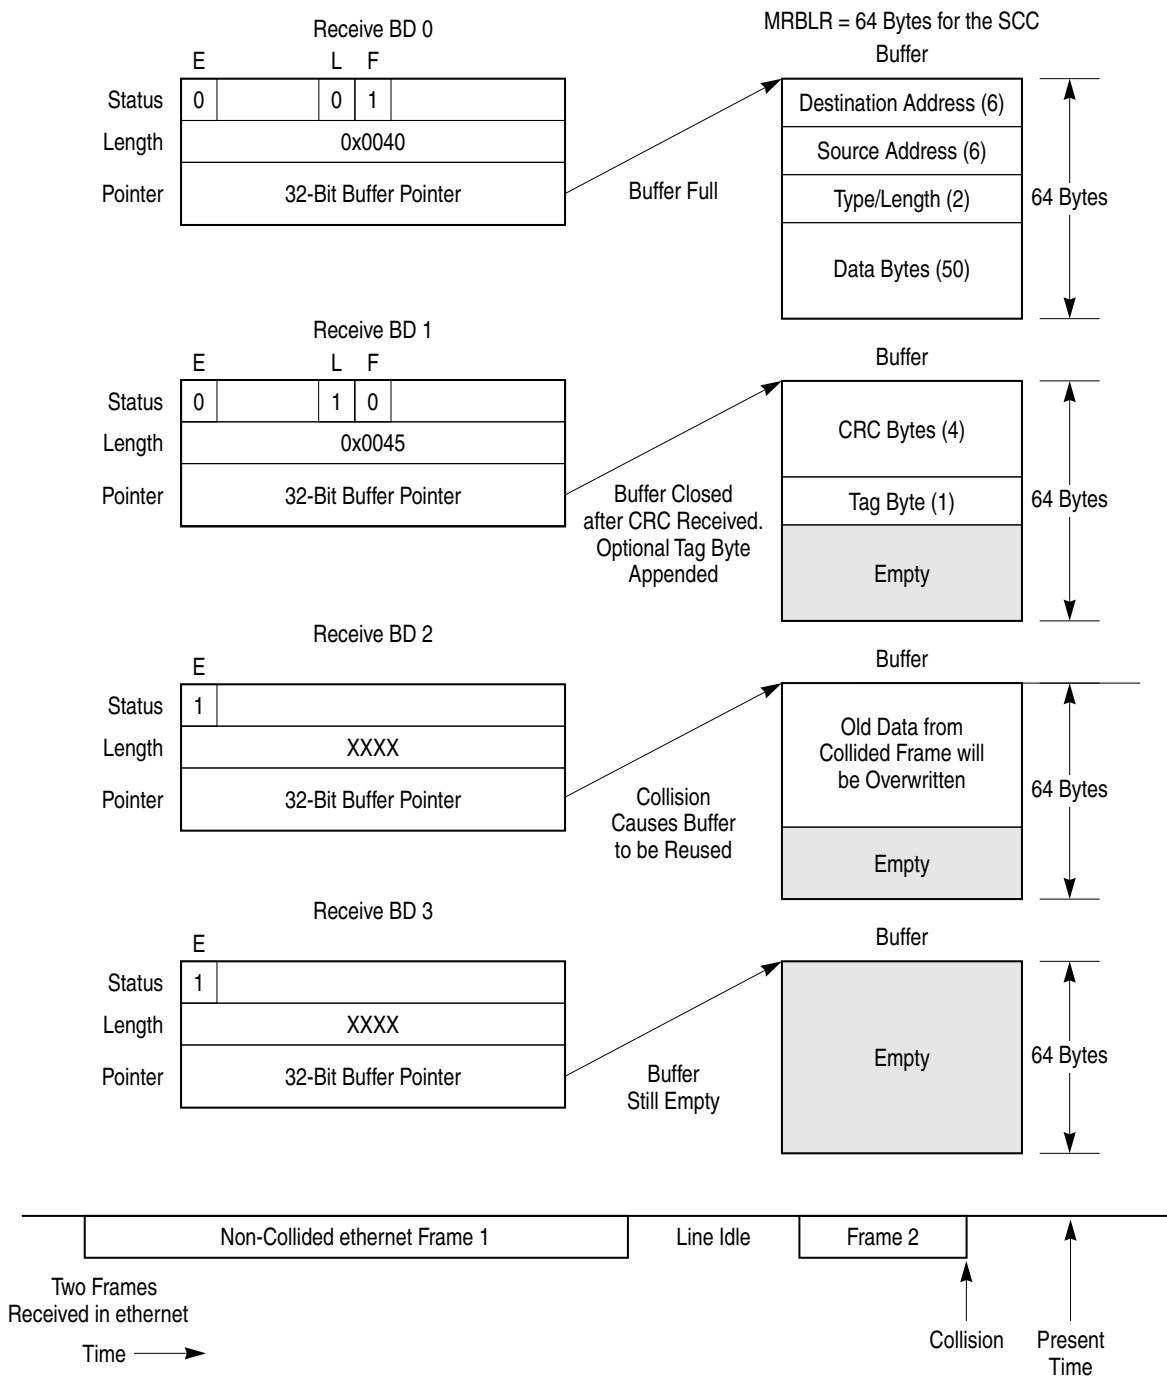 Receive BD 0
MRBLR = 64 Bytes for the SCC
E L F
Buffer
Status 0 0 1
Length 0x0040
Pointer 32-Bit Buffer Pointer
Buffer Full
Destination Address (6)
Source Address (6)
Type/Length (2)
Data Bytes (50)
64 Bytes
Receive BD 1
E L F
Buffer
Status 0 1 0
Length 0x0045
Pointer 32-Bit Buffer Pointer
Buffer Closed
after CRC Received.
Optional Tag Byte
Appended
CRC Bytes (4)
Tag Byte (1)
Empty
64 Bytes
Receive BD 2
E
Buffer
Status 1
Length XXXX
Pointer 32-Bit Buffer Pointer
Collision
Causes Buffer
to be Reused
Old Data from
Collided Frame will
be Overwritten
Empty
64 Bytes
Receive BD 3
E
Buffer
Status 1
Length XXXX
Pointer 32-Bit Buffer Pointer
Buffer
Still Empty
Empty
64 Bytes
Non-Collided ethernet Frame 1
Line Idle
Frame 2
Two Frames
Received in ethernet
Time
Collision
Present
Time